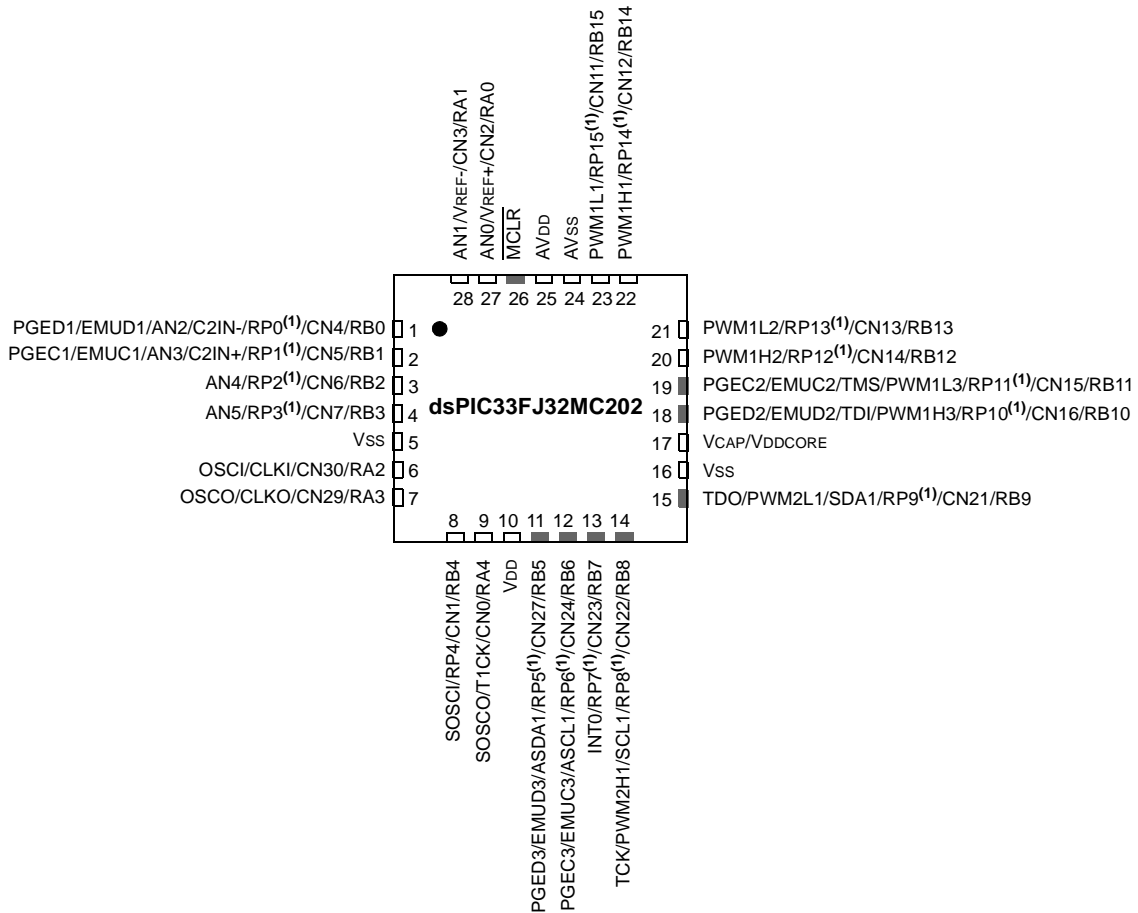 AN1/VREF-/CN3/RA1
AN0/VREF+/CN2/RA0
MCLR
AVDD
AVSS
PWM1L1/RP15(1)/CN11/RB15
PWM1H1/RP14(1)/CN12/RB14
28 27 26 25 24 23 22
PGED1/EMUD1/AN2/C2IN-/RP0(1)/CN4/RB0 1
PGEC1/EMUC1/AN3/C2IN+/RP1(1)/CN5/RB1 2
AN4/RP2(1)/CN6/RB2 3
AN5/RP3(1)/CN7/RB3 4
VSS 5
OSCI/CLKI/CN30/RA2 6
OSCO/CLKO/CN29/RA3 7
dsPIC33FJ32MC202
21 PWM1L2/RP13(1)/CN13/RB13
20 PWM1H2/RP12(1)/CN14/RB12
19 PGEC2/EMUC2/TMS/PWM1L3/RP11(1)/CN15/RB11
18 PGED2/EMUD2/TDI/PWM1H3/RP10(1)/CN16/RB10
17 VCAP/VDDCORE
16 VSS
15 TDO/PWM2L1/SDA1/RP9(1)/CN21/RB9
8 9 10 11 12 13 14
SOSCI/RP4/CN1/RB4
SOSCO/T1CK/CN0/RA4
VDD
PGED3/EMUD3/ASDA1/RP5(1)/CN27/RB5
PGEC3/EMUC3/ASCL1/RP6(1)/CN24/RB6
INT0/RP7(1)/CN23/RB7
TCK/PWM2H1/SCL1/RP8(1)/CN22/RB8